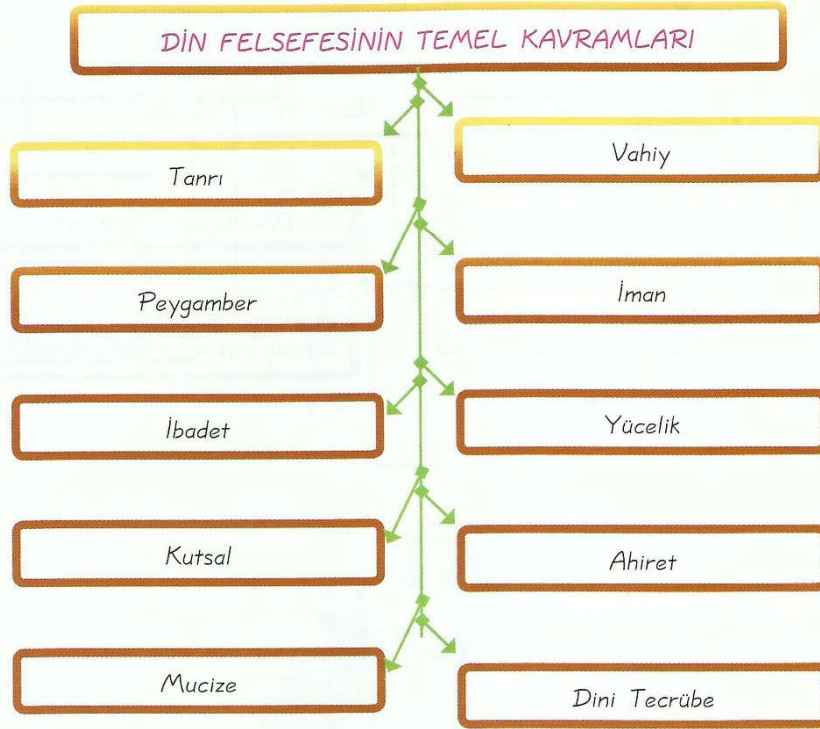 DİN FELSEFESİNİN TEMEL KAVRAMLARI
Tanrı
Vahiy
Peygamber
İman
İbadet
Yücelik
Kutsal
Ahiret
Mucize
Dini Tecrübe